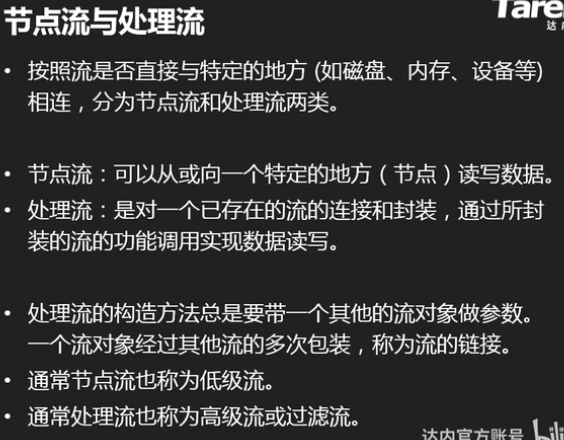 节点流与处理流
Tare
达
• 按照流是否直接与特定的地方 (如磁盘、内存、设备等)
相连，分为节点流和处理流两类。
• 节点流：可以从或向一个特定的地方（节点）读写数据。
• 处理流：是对一个已存在的流的连接和封装，通过所封
装的流的功能调用实现数据读写。
• 处理流的构造方法总是要带一个其他的流对象做参数。
一个流对象经过其他流的多次包装，称为流的链接。
• 通常节点流也称为低级流。
• 通常处理流也称为高级流或过滤流。
达内官方账号 bili